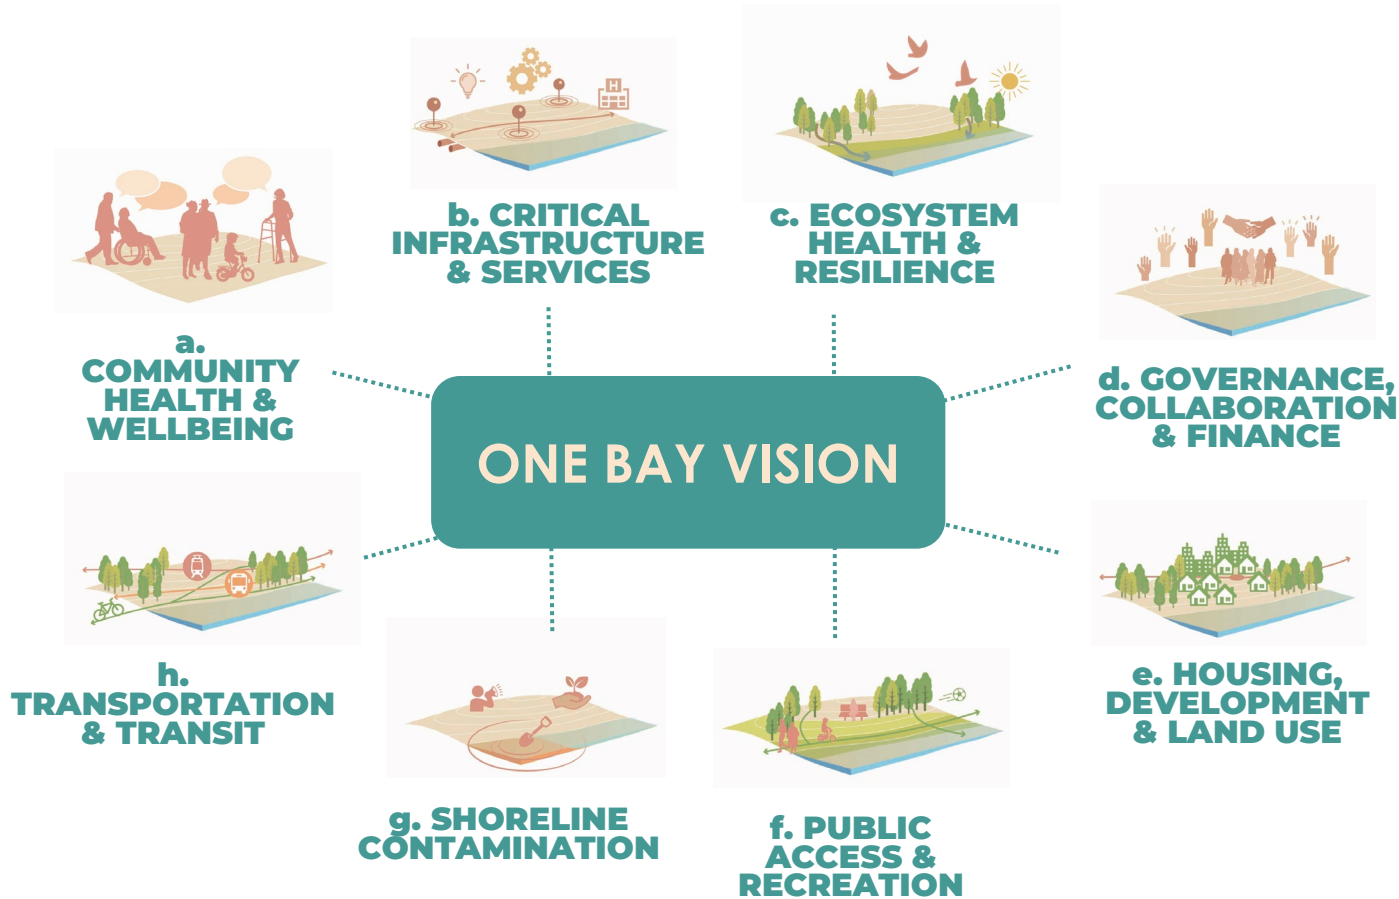 a.
COMMUNITY
HEALTH &
WELLBEING
b. CRITICAL
INFRASTRUCTURE
& SERVICES
H
c. ECOSYSTEM
HEALTH &
RESILIENCE
d. GOVERNANCE,
COLLABORATION
& FINANCE
ONE BAY VISION
e. HOUSING,
DEVELOPMENT
& LAND USE
f. PUBLIC
ACCESS &
RECREATION
g. SHORELINE
CONTAMINATION
h.
TRANSPORTATION
& TRANSIT